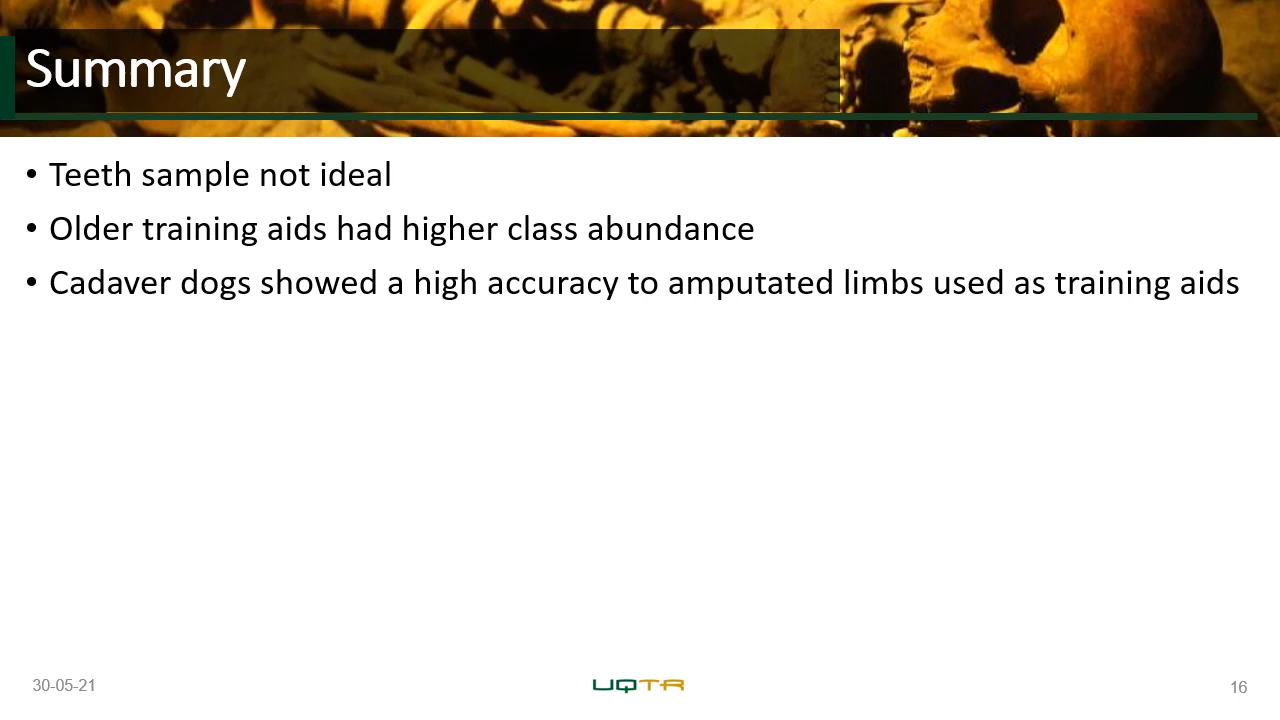 Summary
• Teeth sample not ideal
• Older training aids had higher class abundance
• Cadaver dogs showed a high accuracy to amputated limbs used as training aids
30-05-21
UQTR
16